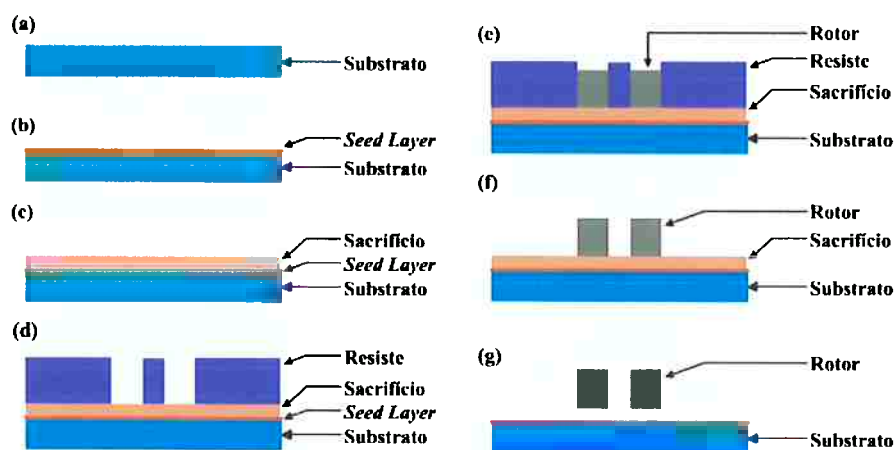 (a)
Substrato
(b)
Seed Layer
Substrato
(c)
Sacrifício
Seed Layer
Substrato
(d)
Resiste
Sacrifício
Seed Layer
Substrato
(e)
Rotor
Resiste
Sacrifício
Substrato
(f)
Rotor
Sacrifício
Substrato
(g)
Rotor
Substrato